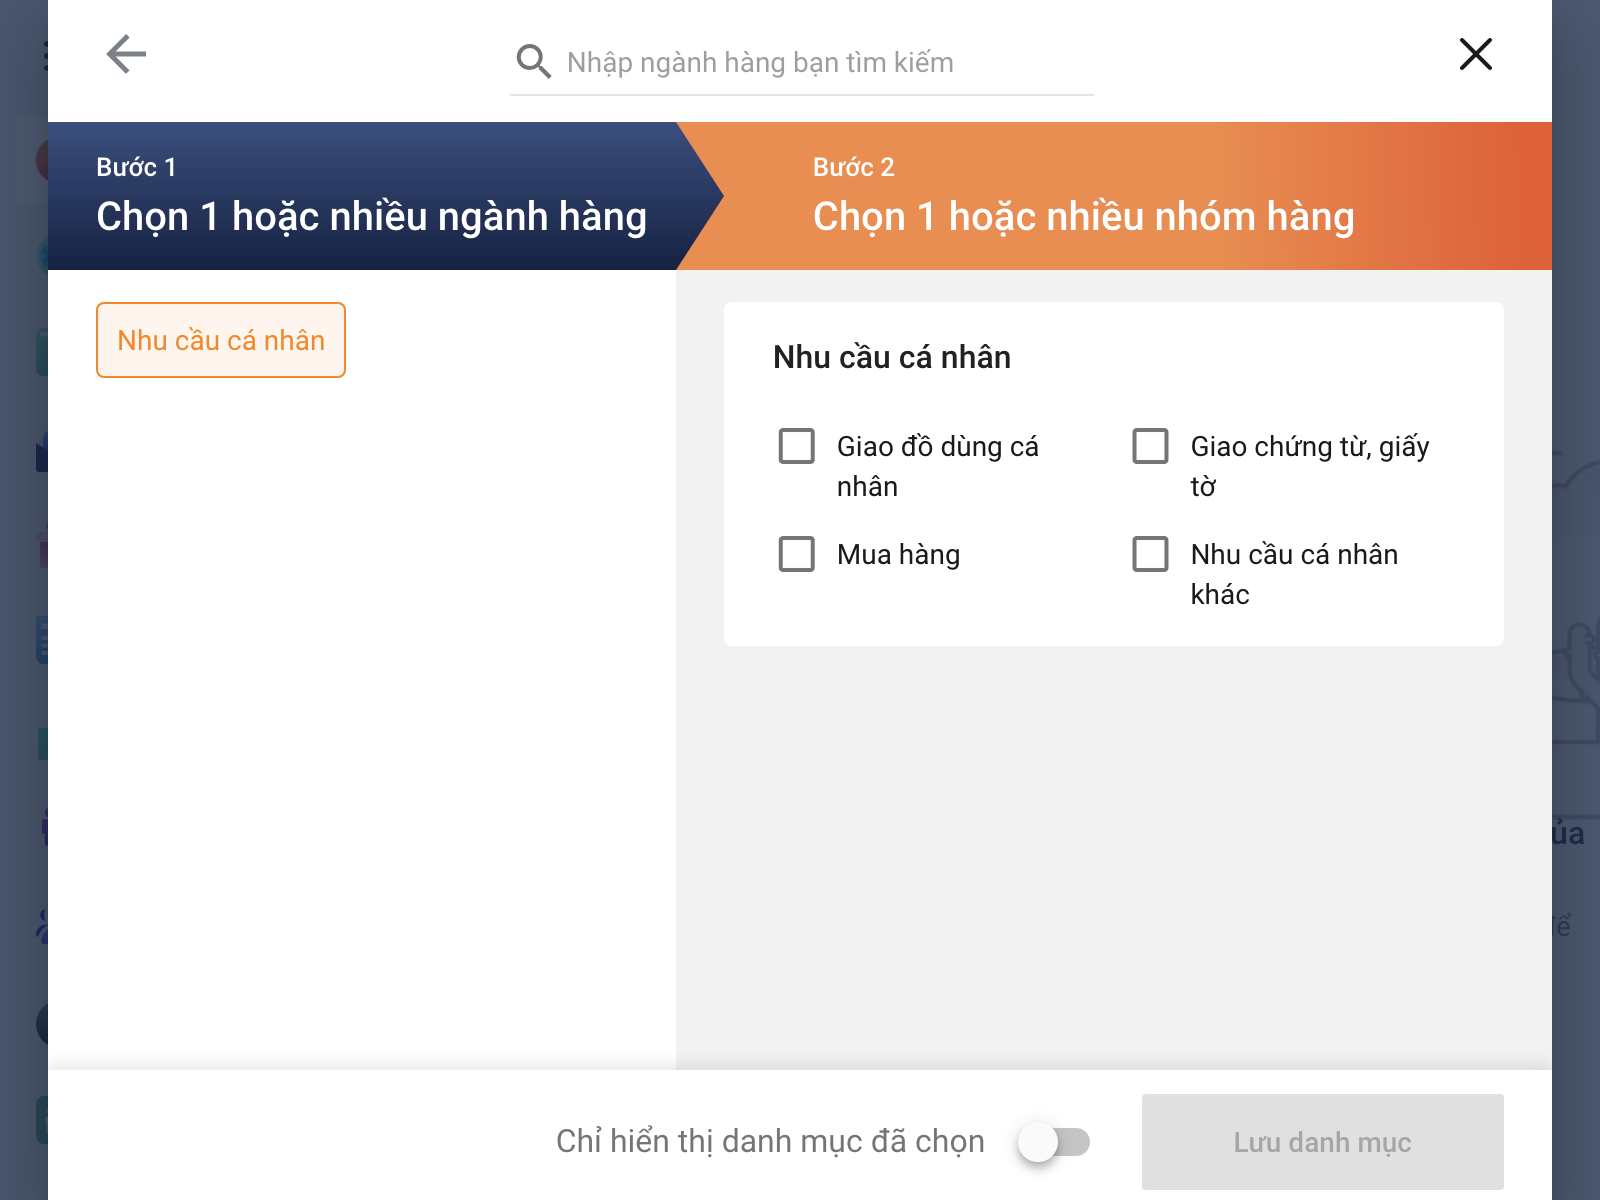 Nhập ngành hàng bạn tìm kiếm
Bước 1
Chọn 1 hoặc nhiều ngành hàng
Bước 2
Chọn 1 hoặc nhiều nhóm hàng
Nhu cầu cá nhân
Nhu cầu cá nhân
Giao đồ dùng cá
nhân
Giao chứng từ, giấy
tờ
Mua hàng
Nhu cầu cá nhân
khác
Chỉ hiển thị danh mục đã chọn
Lưu danh mục